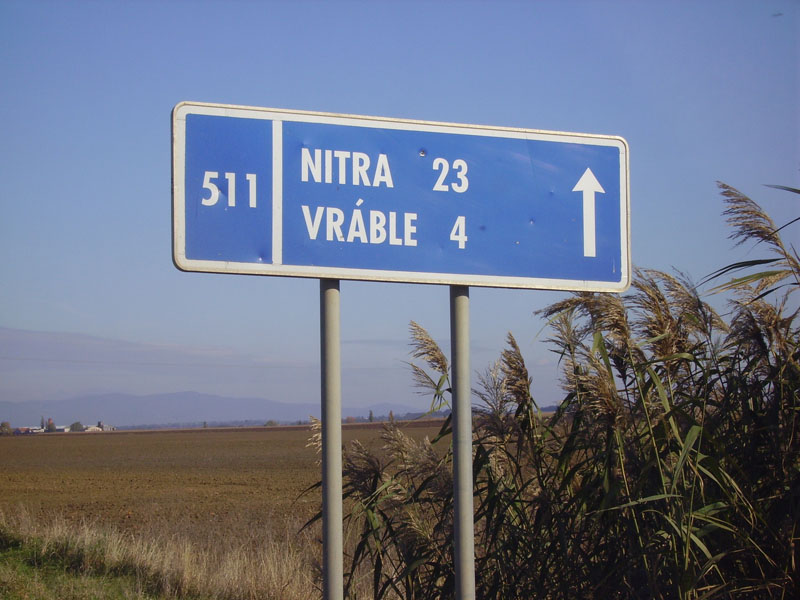 511
NITRA 23
VRÁBLE 4